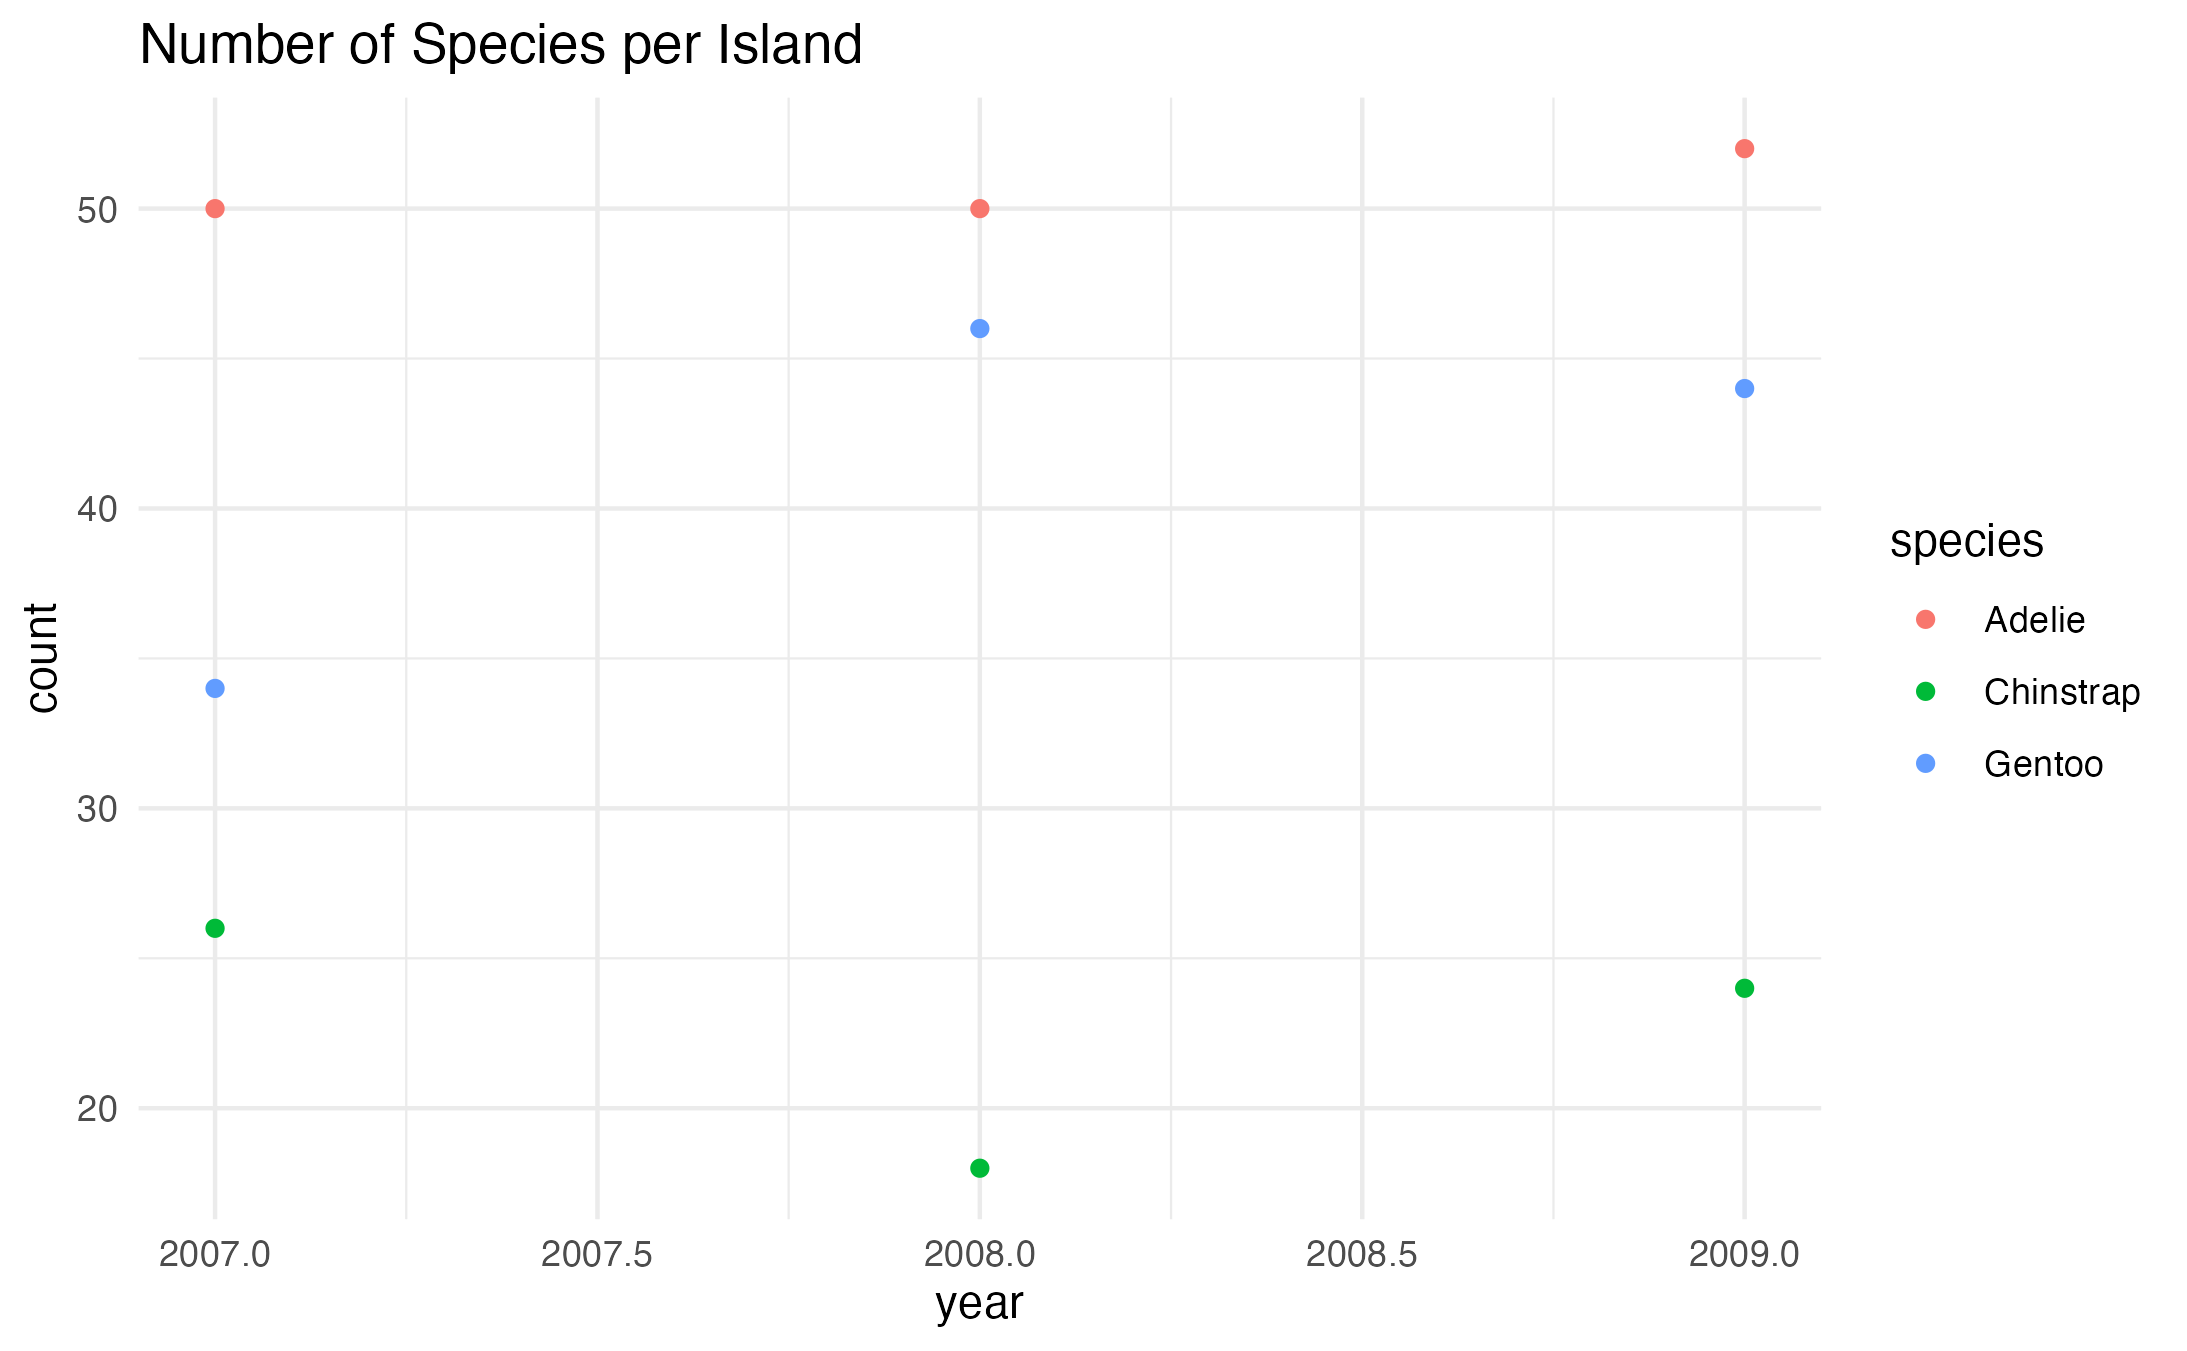 Number of Species per Island
50
40
30
20
count
2007.0
2007.5
2008.0
2008.5
2009.0
year
species
Adelie
Chinstrap
Gentoo